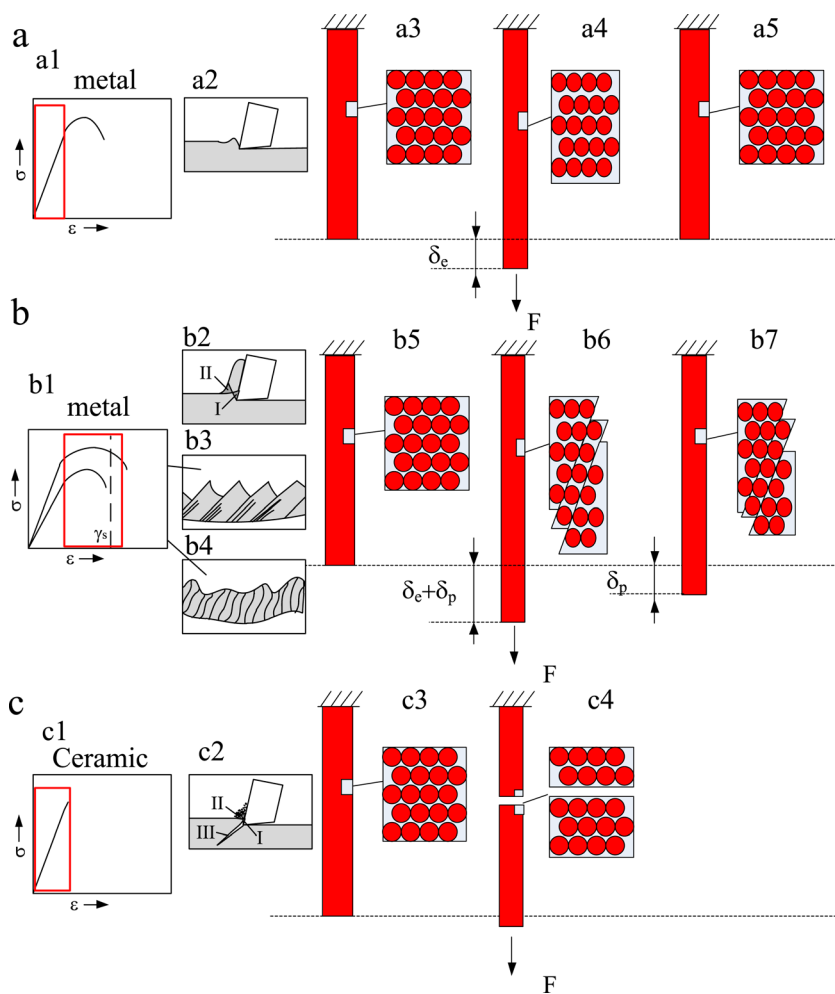 a
a1
metal
σ
ε
a2
a3
a4
a5
δe
F
b
b1
metal
σ
γs
ε
b2
II
I
b3
b4
b5
b6
b7
δe+δp
δp
F
c
c1
Ceramic
σ
ε
c2
II
III
I
c3
c4
F